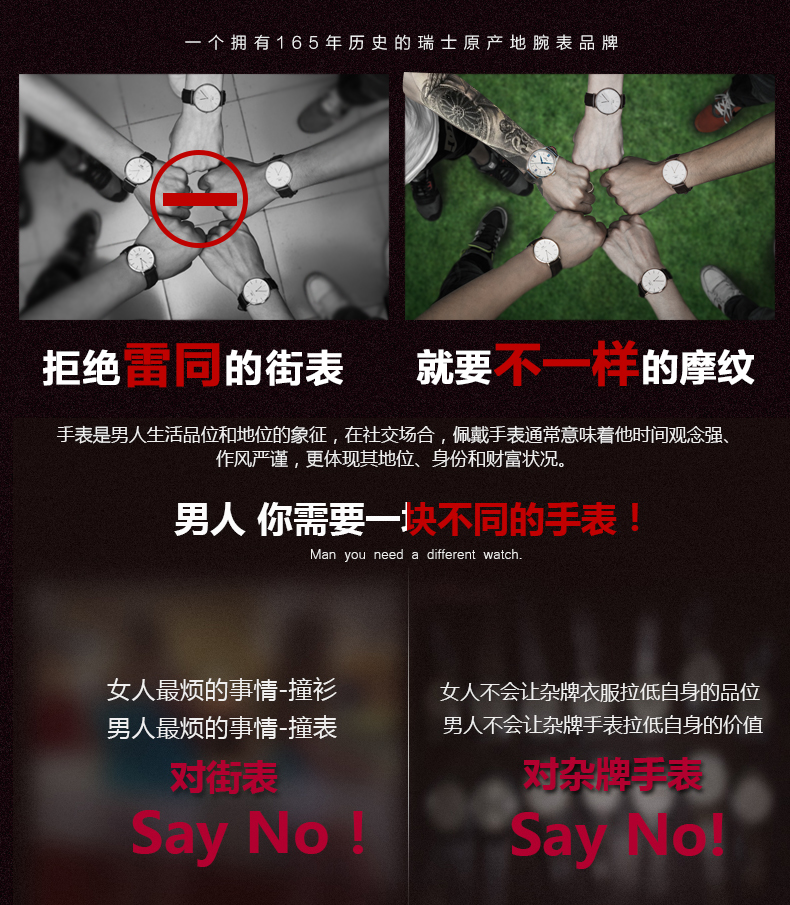 一个拥有165年历史的瑞士原产地腕表品牌
拒绝雷同的街表
就要不一样的摩纹
手表是男人生活品位和地位的象征，在社交场合，佩戴手表通常意味着他时间观念强、
作风严谨，更体现其地位、身份和财富状况。
男人 你需要一块不同的手表！
Man you need a different watch.
女人最烦的事情-撞衫
男人最烦的事情-撞表
对街表
Say No！
女人不会让杂牌衣服拉低自身的品位
男人不会让杂牌手表拉低自身的价值
对杂牌手表
Say No!